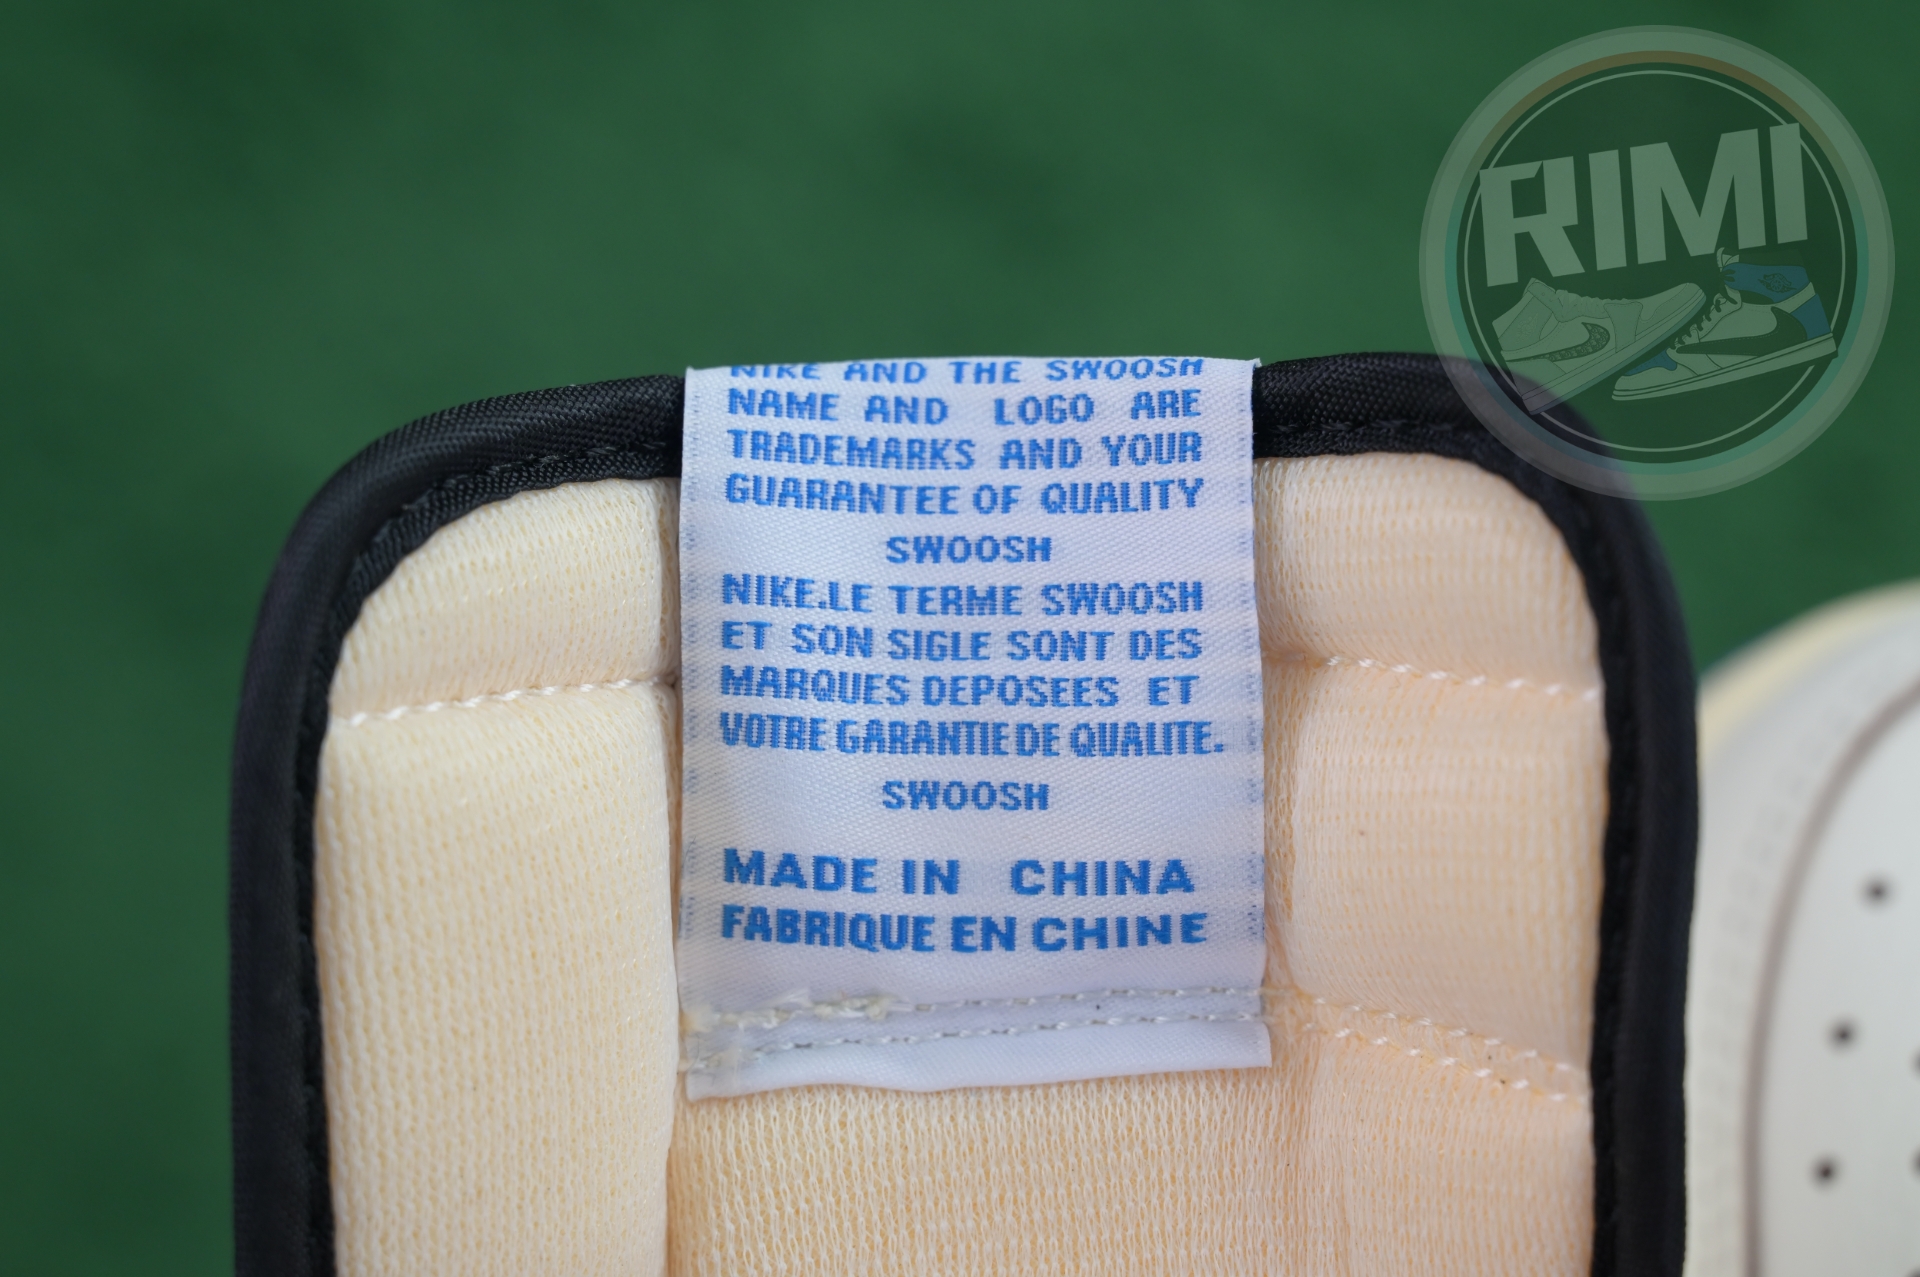 RIMI
NIKE AND THE SWOOSH
NAME AND LOGO ARE
TRADEMARKS AND YOUR
GUARANTEE OF QUALITY
SWOOSH
NIKE.LE TERME SWOOSH
ET SON SIGLE SONT DES
MARQUES DEPOSEES ET
VOTRE GARANTIE DE QUALITE.
SWOOSH
MADE IN CHINA
FABRIQUE EN CHINE